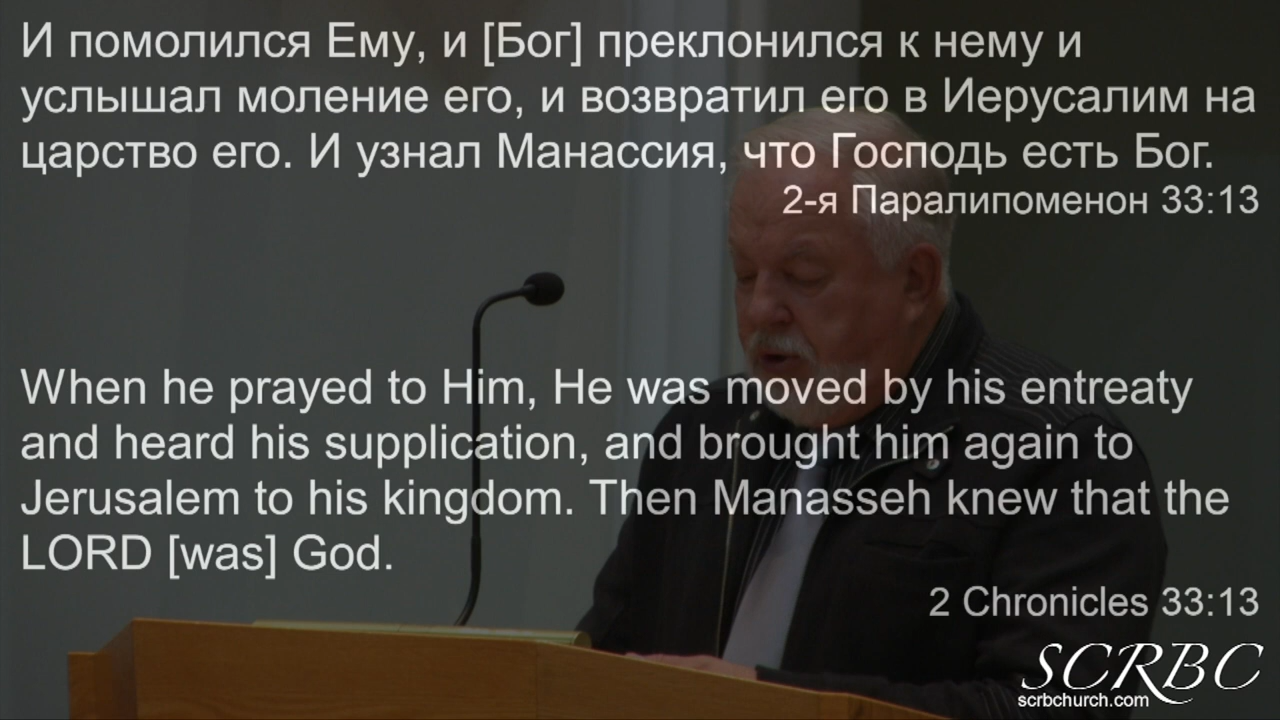 И помолился Ему, и [Бог] преклонился к нему и
услышал моление его, и возвратил его в Иерусалим на
царство его. И узнал Манассия, что Господь есть Бог.
2-я Паралипоменон 33:13
When he prayed to Him, He was moved by his entreaty
and heard his supplication, and brought him again to
Jerusalem to his kingdom. Then Manasseh knew that the
LORD [was] God.
2 Chronicles 33:13
SCRBC
scrbchurch.com